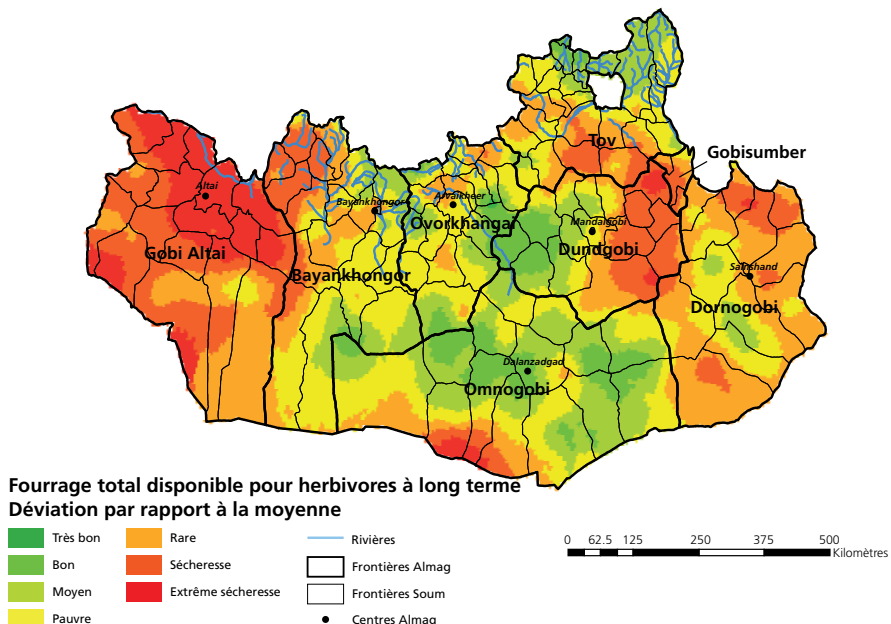 Tov
Gobisumber
Altai
Bayankhongor
Arvaikheer
Ovorkhangai
Mandalgobi
Dundgobi
Gobi Altai
Bayankhongor
Sainshand
Dornogobi
Dalanzadgad
Omnogobi
Fourrage total disponible pour herbivores à long terme
Déviation par rapport à la moyenne
Très bon
Bon
Moyen
Pauvre
Rare
Sécheresse
Extrême sécheresse
Rivières
Frontières Almag
Frontières Soum
Centres Almag
0 62.5 125 250 375 500
Kilomètres